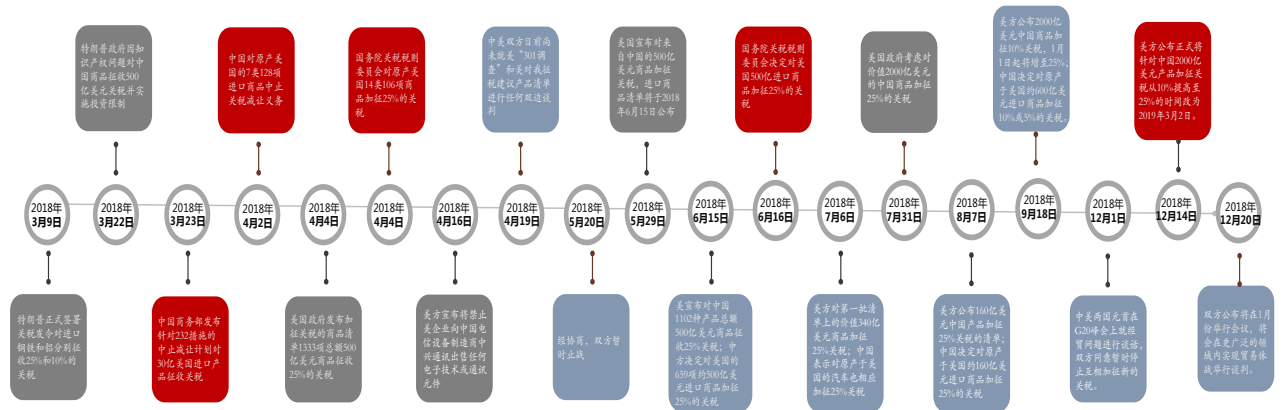 特朗普政府因知
识产权问题对中
国商品征收500
亿美元关税并实
施投资限制
中国对原产美
国的7类128项
进口商品中止
关税减让义务
国务院关税税则
委员会对原产美
国14类106项商
品加征25%的关
税
中美双方目前尚
未就美“301调
查”和美对我征
税建议产品清单
进行任何双边谈
判
美国宣布对来
自中国的500亿
美元商品加征
关税，进口商
品清单将于2018
年6月15日公布
国务院关税税则
委员会决定对美
国500亿进口商
品加征25%的关
税
美国政府考虑对
价值2000亿美元
的中国商品加征
25%的关税
美方公布2000亿
美元中国商品加
征10%关税，1月
1日起将增至25%；
中国决定对原产
于美国约600亿美
元进口商品加征
10%或5%的关税。
美方公布正式将
针对中国2000亿
美元产品加征关
税从10%提高至
25%的时间改为
2019年3月2日。
2018年
3月9日
2018年
3月22日
2018年
3月23日
2018年
4月2日
2018年
4月4日
2018年
4月4日
2018年
4月16日
2018年
4月19日
2018年
5月20日
2018年
5月29日
2018年
6月15日
2018年
6月16日
2018年
7月6日
2018年
7月31日
2018年
8月7日
2018年
9月18日
2018年
12月1日
2018年
12月14日
2018年
12月20日
特朗普正式签署
关税发令对进口
钢铁和铝分别征
收25%和10%的
关税
中国商务部发布
针对232措施的
中止减让计划对
30亿美国进口产
品征收关税
美国政府发布加
征关税的商品清
单1333项总额500
亿美元商品征收
25%的关税
美方宣布将禁止
美企业向中国电
信设备制造商中
兴通讯出售任何
电子技术或通讯
元件
经协商，双方暂
时止战
美宣布对中国
1102种产品总额
500亿美元商品征
收25%关税；中
方决定对美国的
659项约500亿美
元进口商品加征
25%的关税
美方对第一批清
单上的价值340亿
美元商品加征
25%关税；中国
表示对原产于美
国的汽车也相应
加征25%关税
美方公布160亿美
元中国产品加征
25%关税的清单；
中国决定对原产
于美国约160亿美
元进口商品加征
25%的关税
中美两国元首在
G20峰会上就经
贸问题进行谈话，
双方同意暂时停
止互相加征新的
关税。
双方公布将在1月
份举行会议，将
会在更广泛的领
域内实现贸易休
战举行谈判。